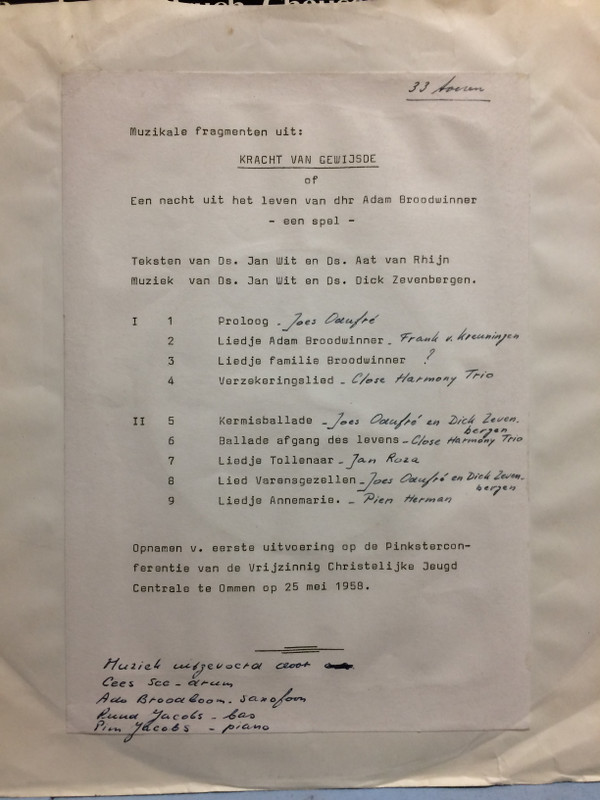 33 toeren
Muzikale fragmenten uit:
KRACHT VAN GEWIJSDE
of
Een nacht uit het leven van dhr Adam Broodwinner
- een spel -
Teksten van Ds. Jan Wit en Ds. Aat van Rhijn
Muziek van Ds. Jan Wit en Ds. Dick Zevenbergen.
I 1 Proloog - Joes Odufré
2 Liedje Adam Broodwinner - Frank v. Kreuningen
3 Liedje familie Broodwinner ?
4 Verzekeringslied - Close Harmony Trio
II 5 Kermisballade - Joes Odufré en Dick Zeven-
bergen
6 Ballade afgang des levens - Close Harmony Trio
7 Liedje Tollenaar - Jan Roza
8 Lied Varensgezellen - Joes Odufré en Dick Zeven-
bergen
9 Liedje Annemarie. - Pien Herman
Opnamen v. eerste uitvoering op de Pinkstercon-
ferentie van de Vrijzinnig Christelijke Jeugd
Centrale te Ommen op 25 mei 1958.
Muziek uitgevoerd door
Cees See - drum
Ado Broodboom - saxofoon
Ruud Jacobs - bas
Pim Jacobs - piano